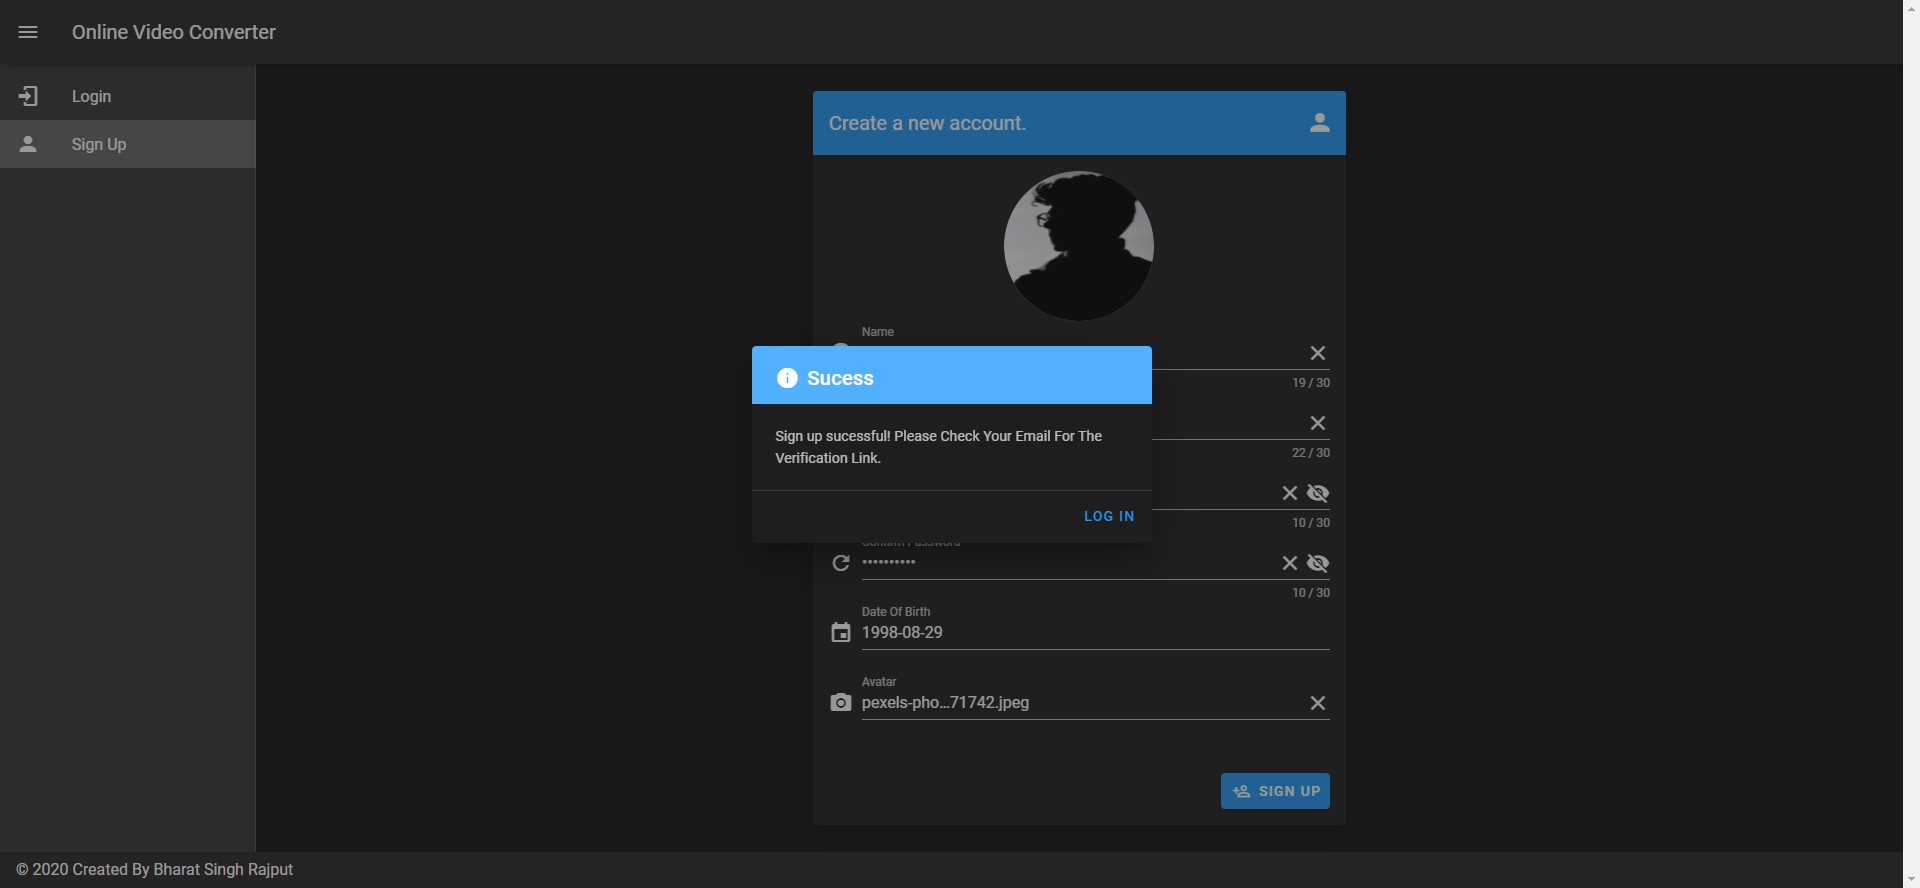 Online Video Converter
Login
Sign Up
Create a new account.
Name
19 / 30
Sucess
22 / 30
Sign up sucessful! Please Check Your Email For The
Verification Link.
10 / 30
LOG IN
Confirm Password
••••••••••
10 / 30
Date Of Birth
1998-08-29
Avatar
pexels-pho...71742.jpeg
SIGN UP
© 2020 Created By Bharat Singh Rajput